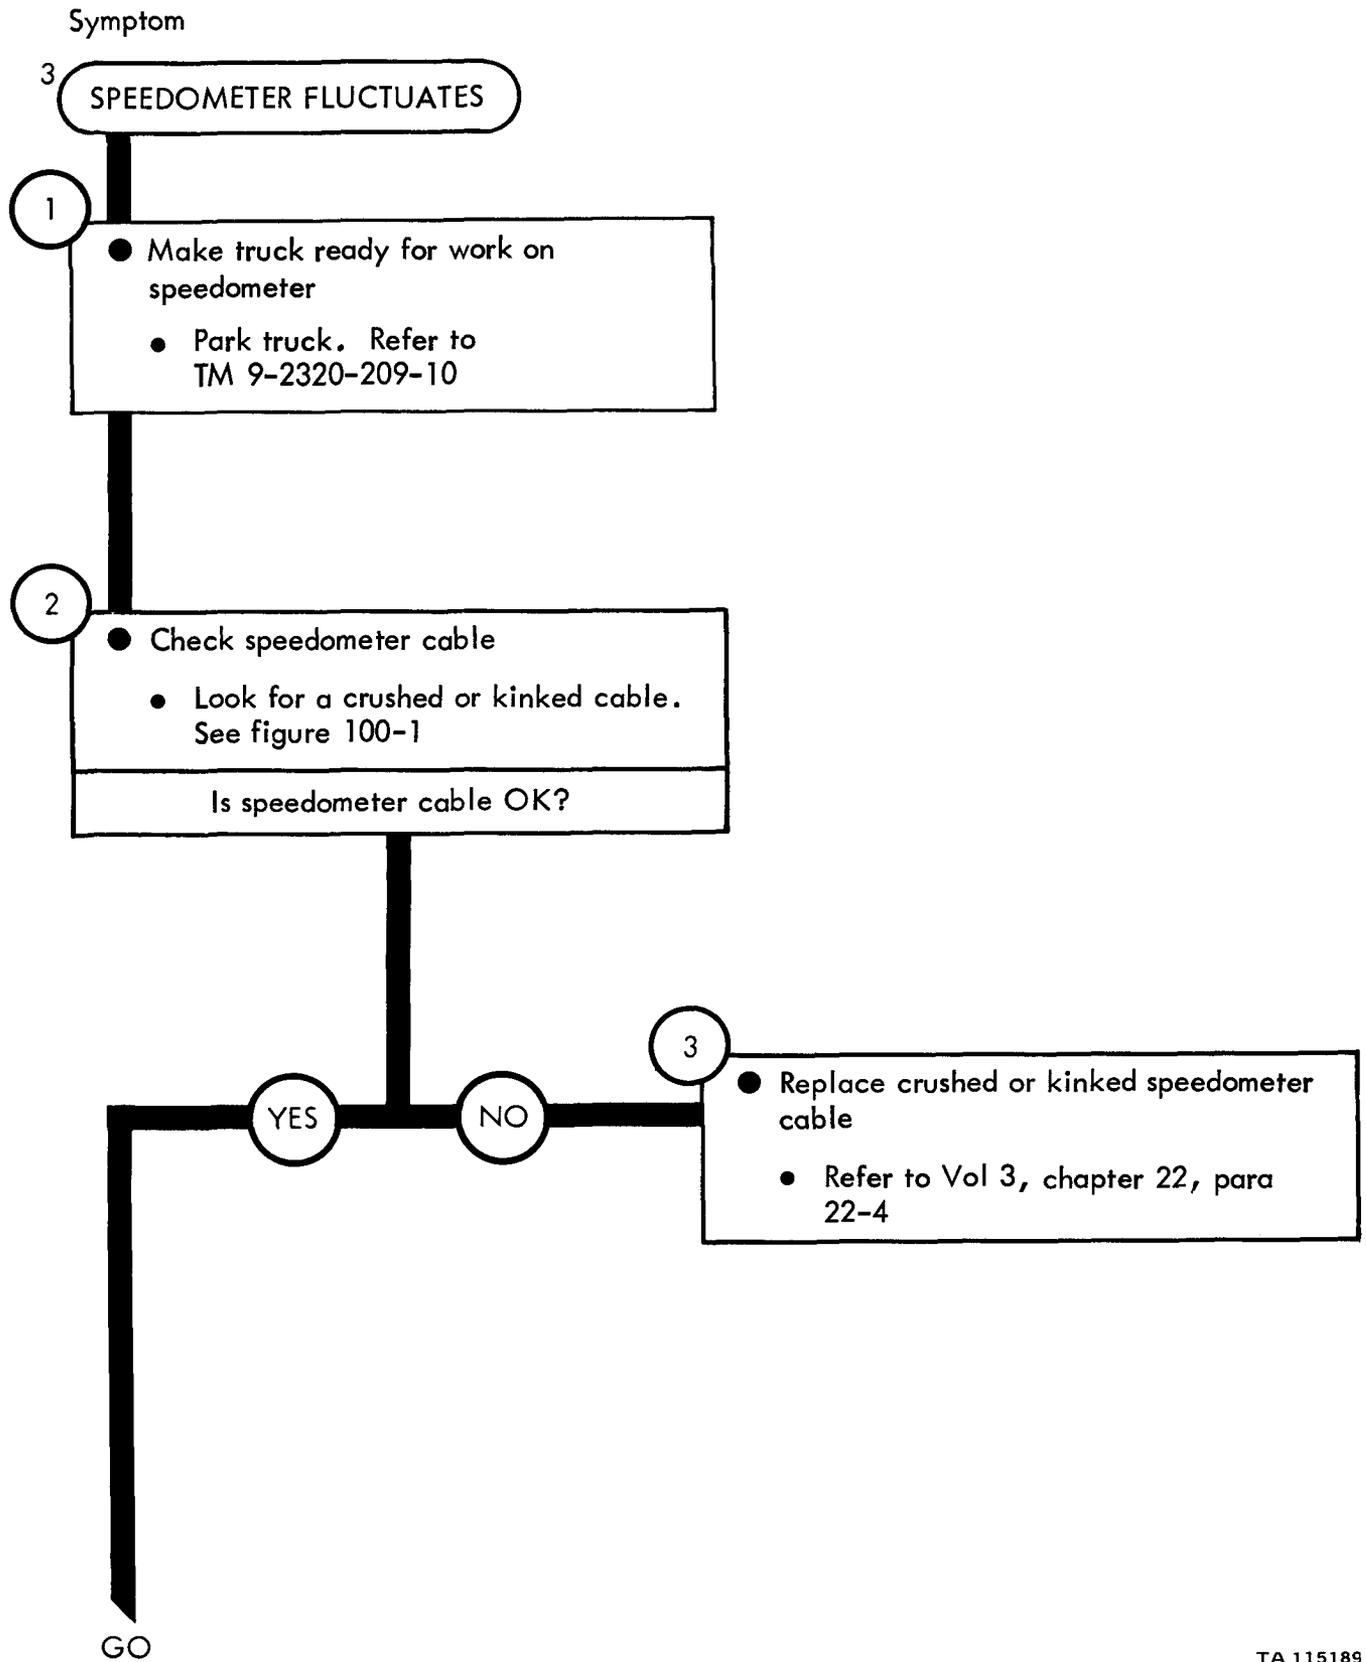 Symptom
3
SPEEDOMETER FLUCTUATES
1
● Make truck ready for work on
speedometer
● Park truck. Refer to
TM 9-2320-209-10
2
● Check speedometer cable
● Look for a crushed or kinked cable.
See figure 100-1
Is speedometer cable OK?
YES
NO
3
● Replace crushed or kinked speedometer
cable
● Refer to Vol 3, chapter 22, para
22-4
GO
TA 115189